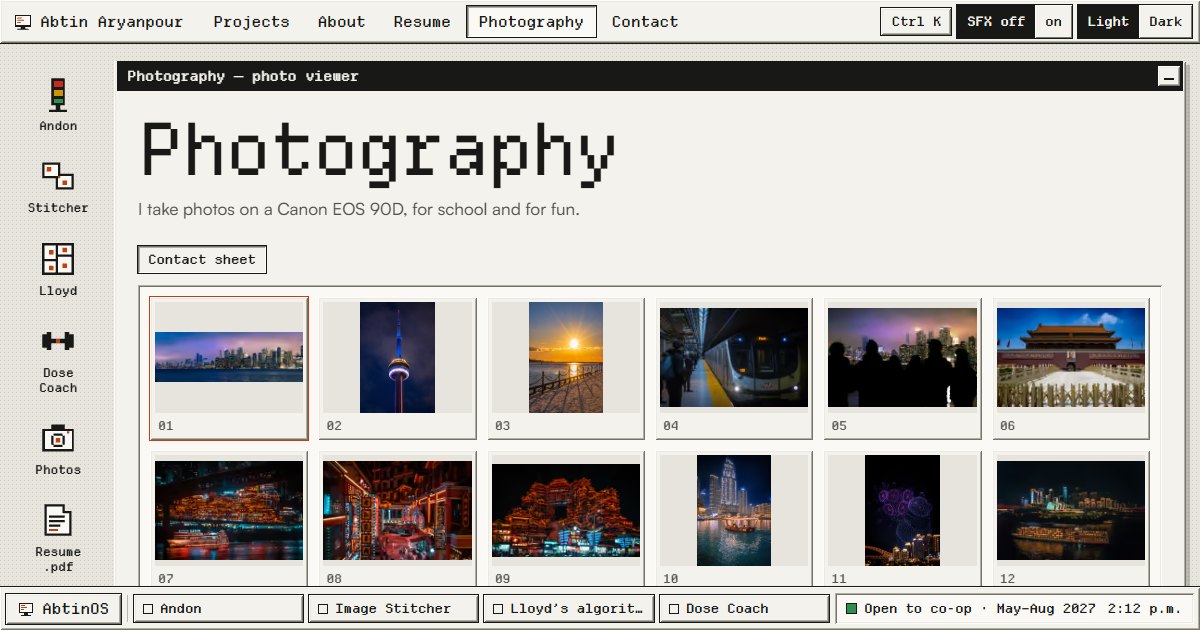 Abtin Aryanpour Projects About Resume Photography Contact Ctrl K SFX off on Light Dark
Photography — photo viewer
Andon
Stitcher
Lloyd
Dose
Coach
Photos
Resume
.pdf
Photography
I take photos on a Canon EOS 90D, for school and for fun.
Contact sheet
01 02 03 04 05 06
07 08 09 10 11 12
AbtinOS Andon Image Stitcher Lloyd's algorit… Dose Coach Open to co-op · May–Aug 2027 2:12 p.m.